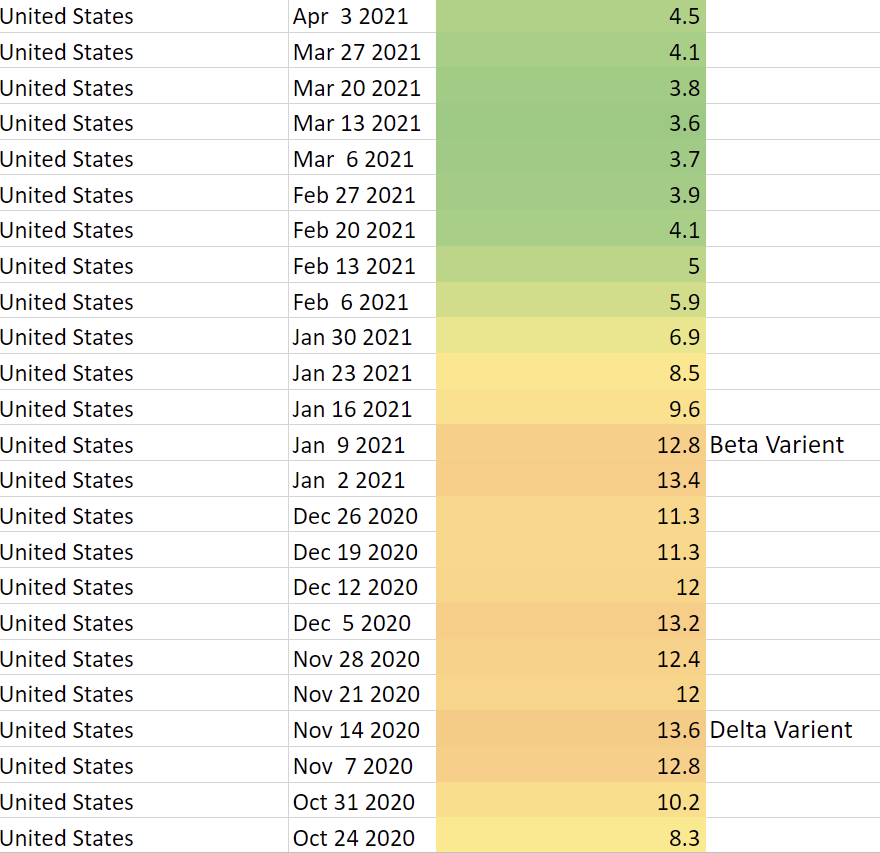 United States Apr  3 2021 4.5
United States Mar 27 2021 4.1
United States Mar 20 2021 3.8
United States Mar 13 2021 3.6
United States Mar  6 2021 3.7
United States Feb 27 2021 3.9
United States Feb 20 2021 4.1
United States Feb 13 2021 5
United States Feb  6 2021 5.9
United States Jan 30 2021 6.9
United States Jan 23 2021 8.5
United States Jan 16 2021 9.6
United States Jan  9 2021 12.8 Beta Varient
United States Jan  2 2021 13.4
United States Dec 26 2020 11.3
United States Dec 19 2020 11.3
United States Dec 12 2020 12
United States Dec  5 2020 13.2
United States Nov 28 2020 12.4
United States Nov 21 2020 12
United States Nov 14 2020 13.6 Delta Varient
United States Nov  7 2020 12.8
United States Oct 31 2020 10.2
United States Oct 24 2020 8.3